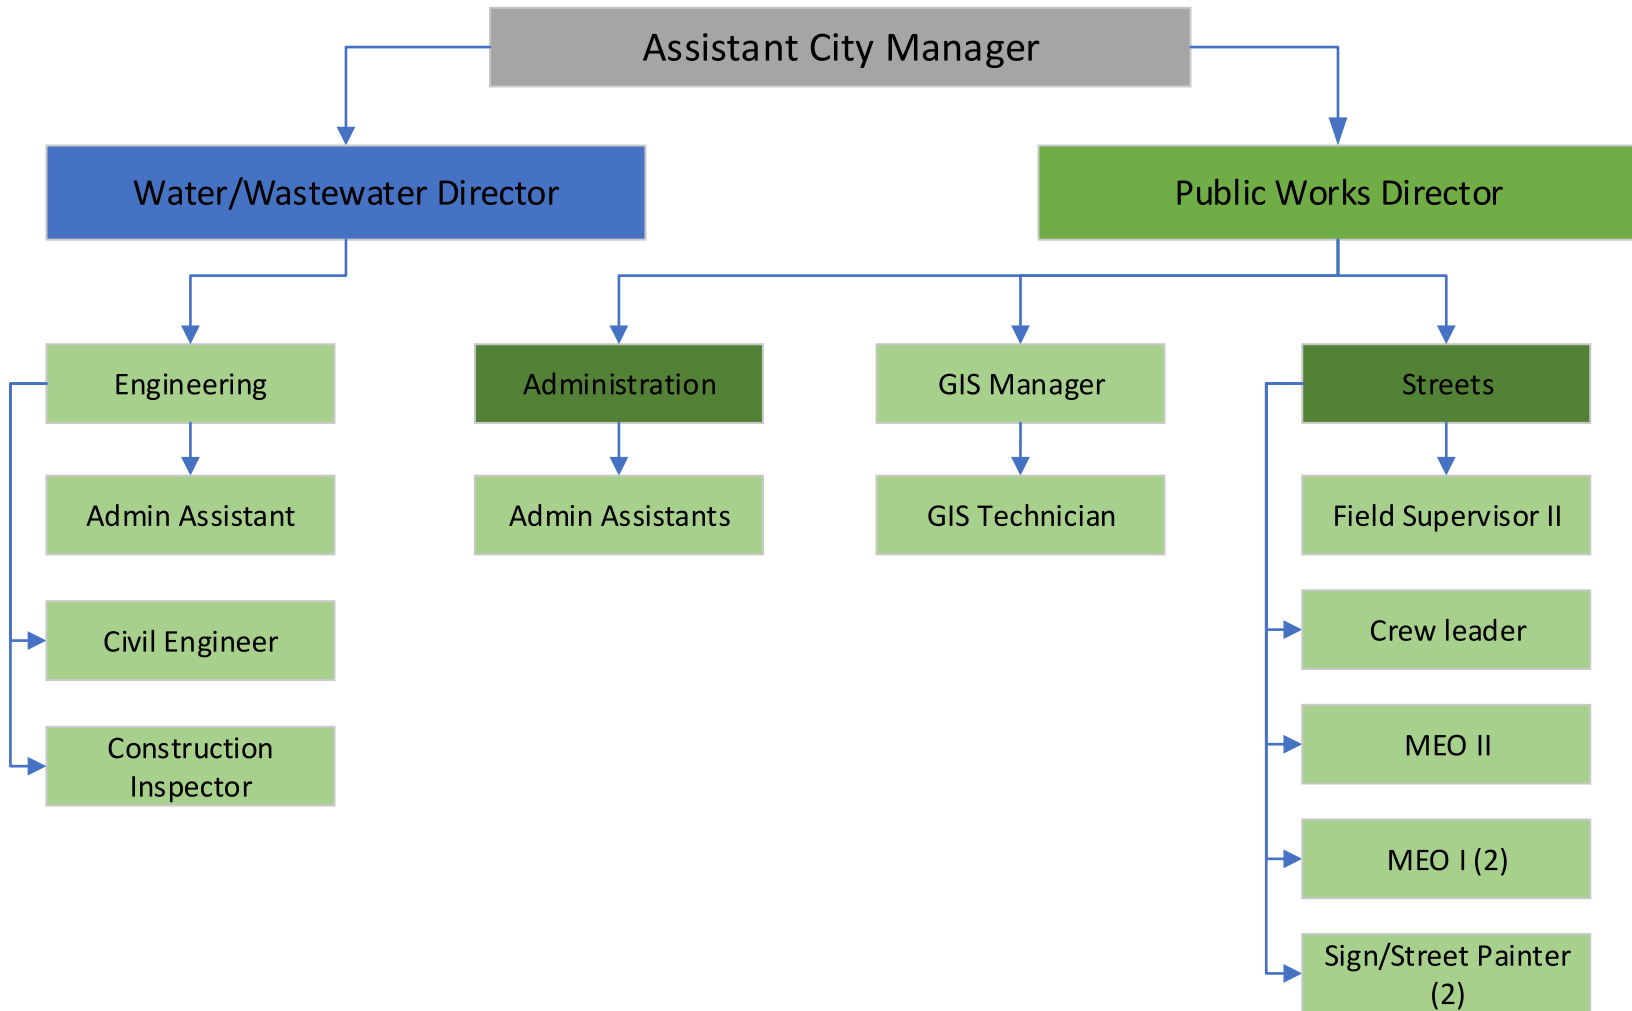 Assistant City Manager
Water/Wastewater Director
Public Works Director
Engineering
Administration
GIS Manager
Streets
Admin Assistant
Admin Assistants
GIS Technician
Field Supervisor II
Civil Engineer
Crew leader
Construction
Inspector
MEO II
MEO I (2)
Sign/Street Painter
(2)